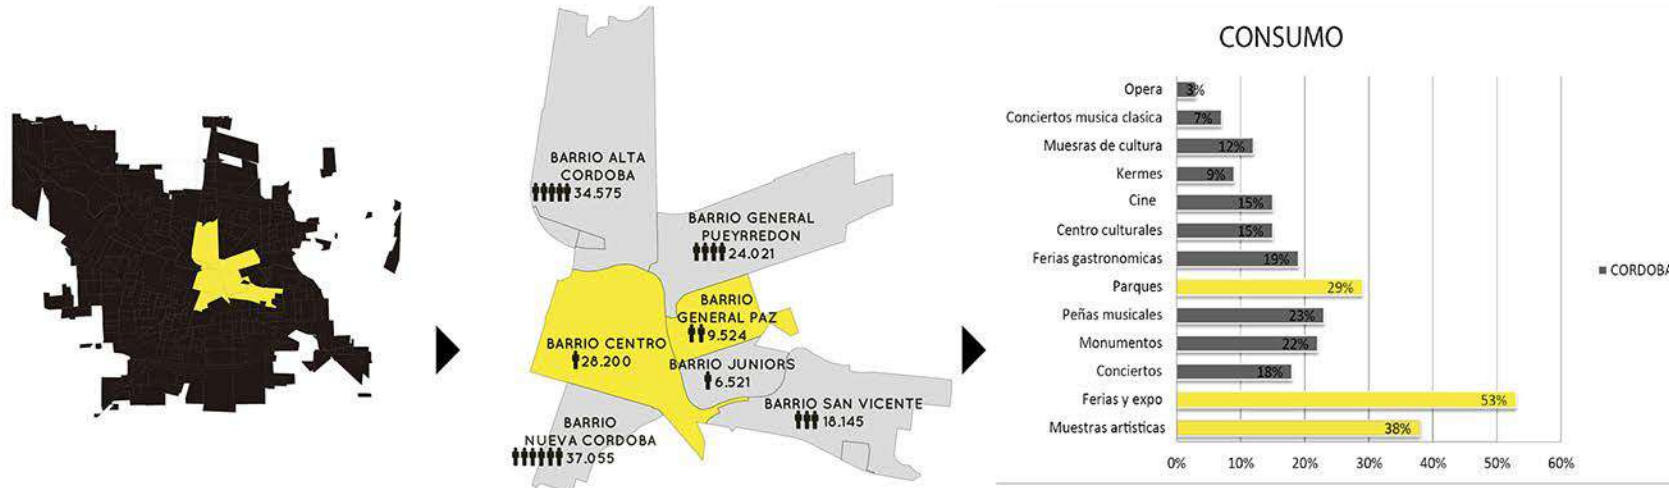 BARRIO ALTA
CORDOBA
34.575
BARRIO GENERAL
PUEYRREDON
24.021
BARRIO
GENERAL PAZ
9.524
BARRIO CENTRO
28.200
BARRIO JUNIORS
6.521
BARRIO SAN VICENTE
18.145
BARRIO
NUEVA CORDOBA
37.055
CONSUMO
Opera 3%
Conciertos musica clasica 7%
Muesras de cultura 12%
Kermes 9%
Cine 15%
Centro culturales 15%
Ferias gastronomicas 19%
Parques 29%
Peñas musicales 23%
Monumentos 22%
Conciertos 18%
Ferias y expo 53%
Muestras artisticas 38%
0% 10% 20% 30% 40% 50% 60%
CORDOBA